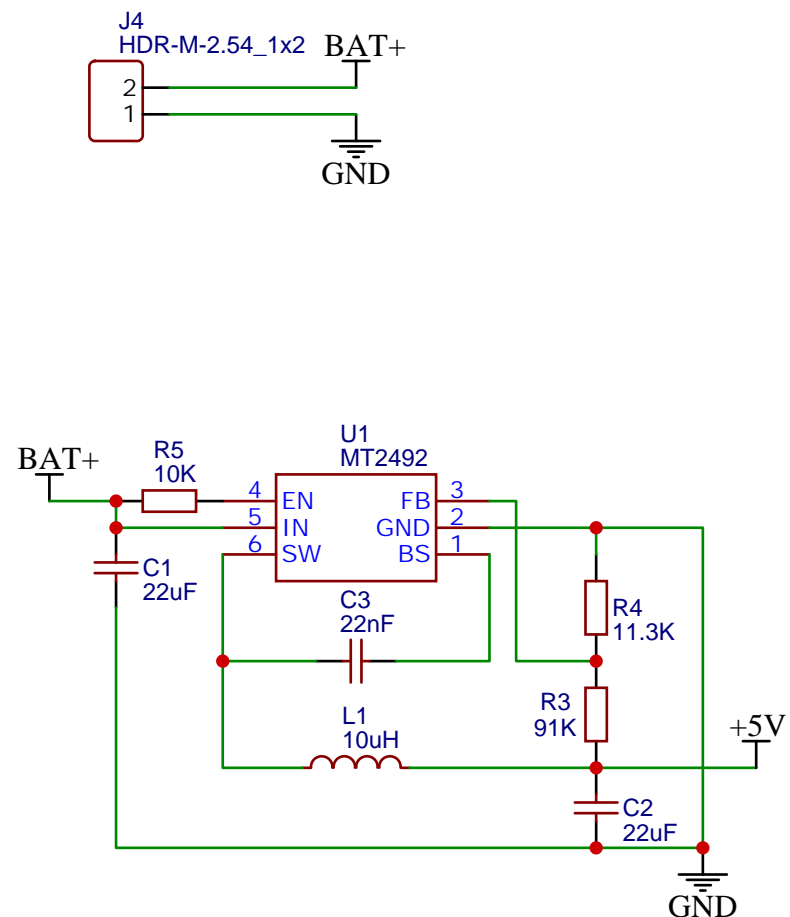 J4
HDR-M-2.54_1x2
BAT+
2
1
GND
U1
MT2492
BAT+
R5
10K
4
EN
FB
3
5
IN
GND
2
6
SW
BS
1
C1
22uF
C3
22nF
R4
11.3K
R3
91K
L1
10uH
+5V
C2
22uF
GND